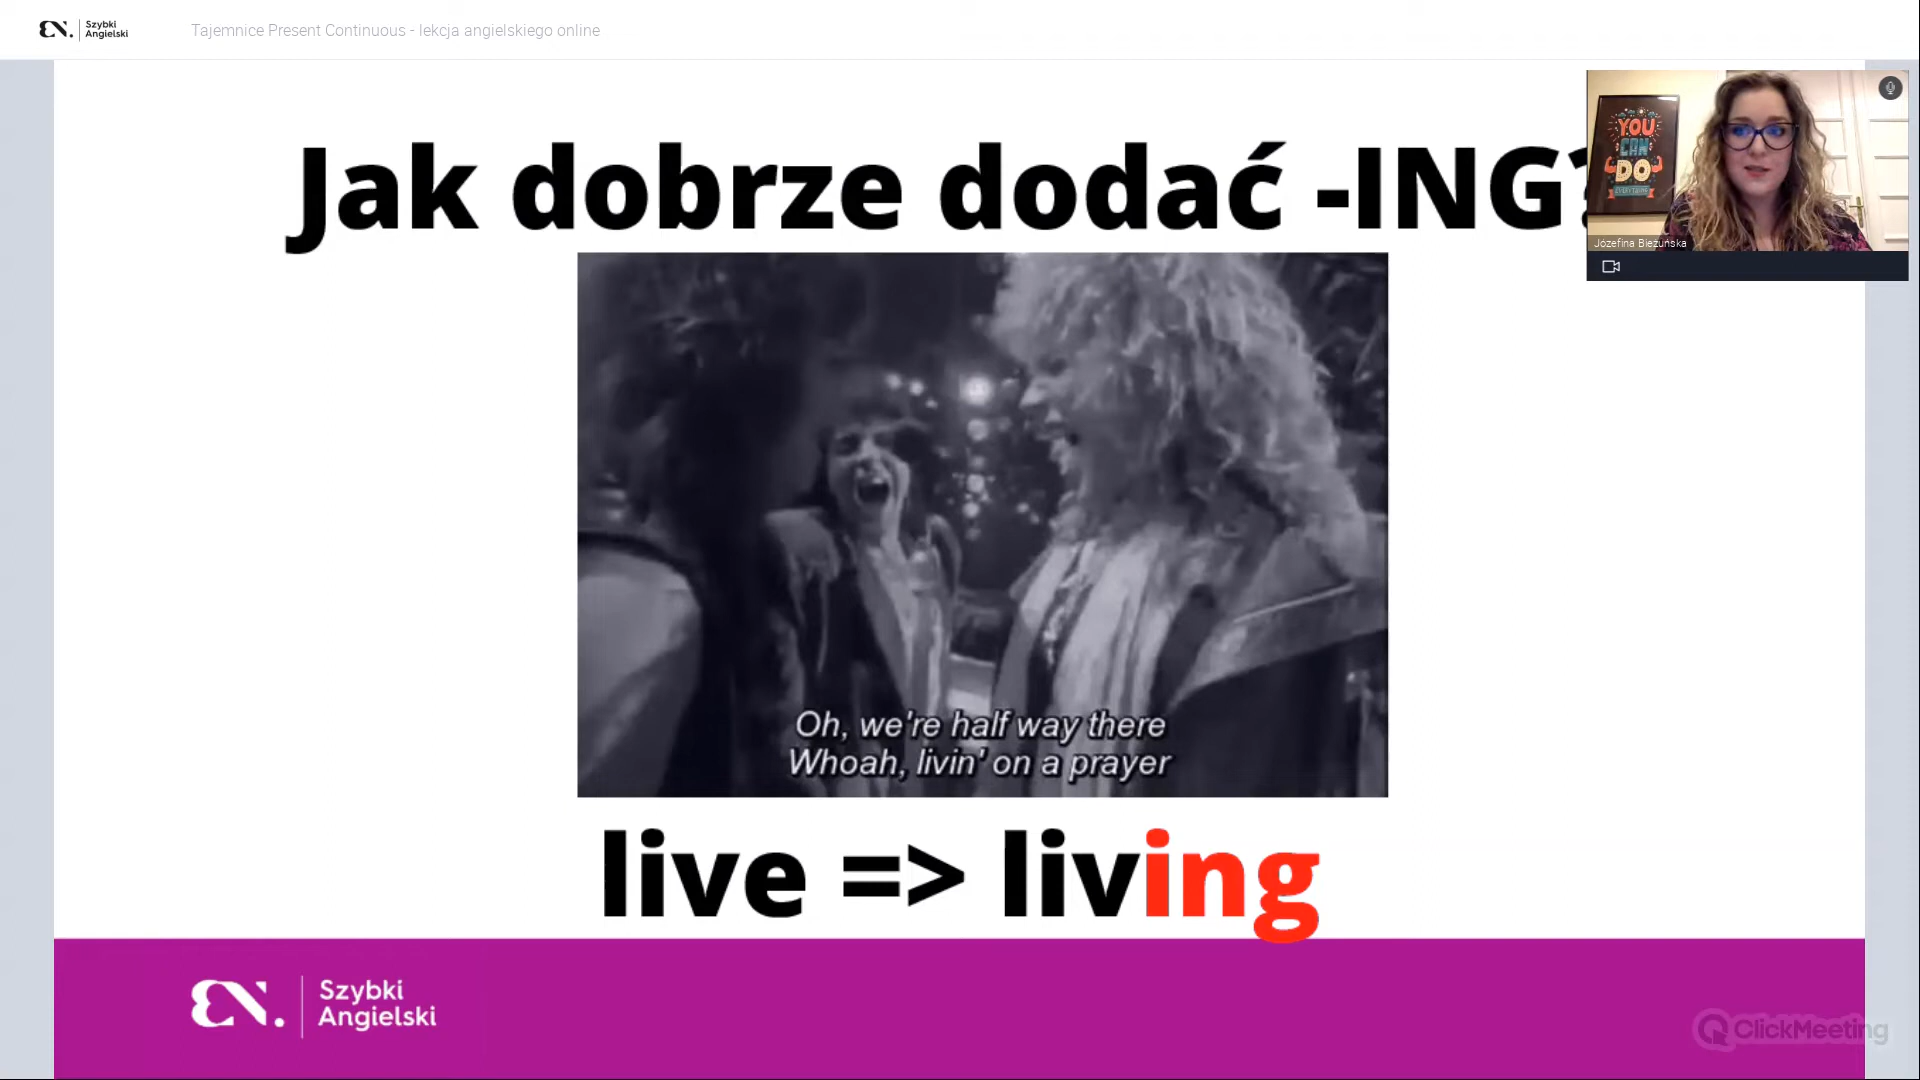 Szybki
Angielski
Tajemnice Present Continuous - lekcja angielskiego online
Jak dobrze dodać -ING?
YOU
CAN
DO
EVERYTHING
Józefina Bieżuńska
Oh, we're half way there
Whoah, livin' on a prayer
live => living
Szybki
Angielski
ClickMeeting